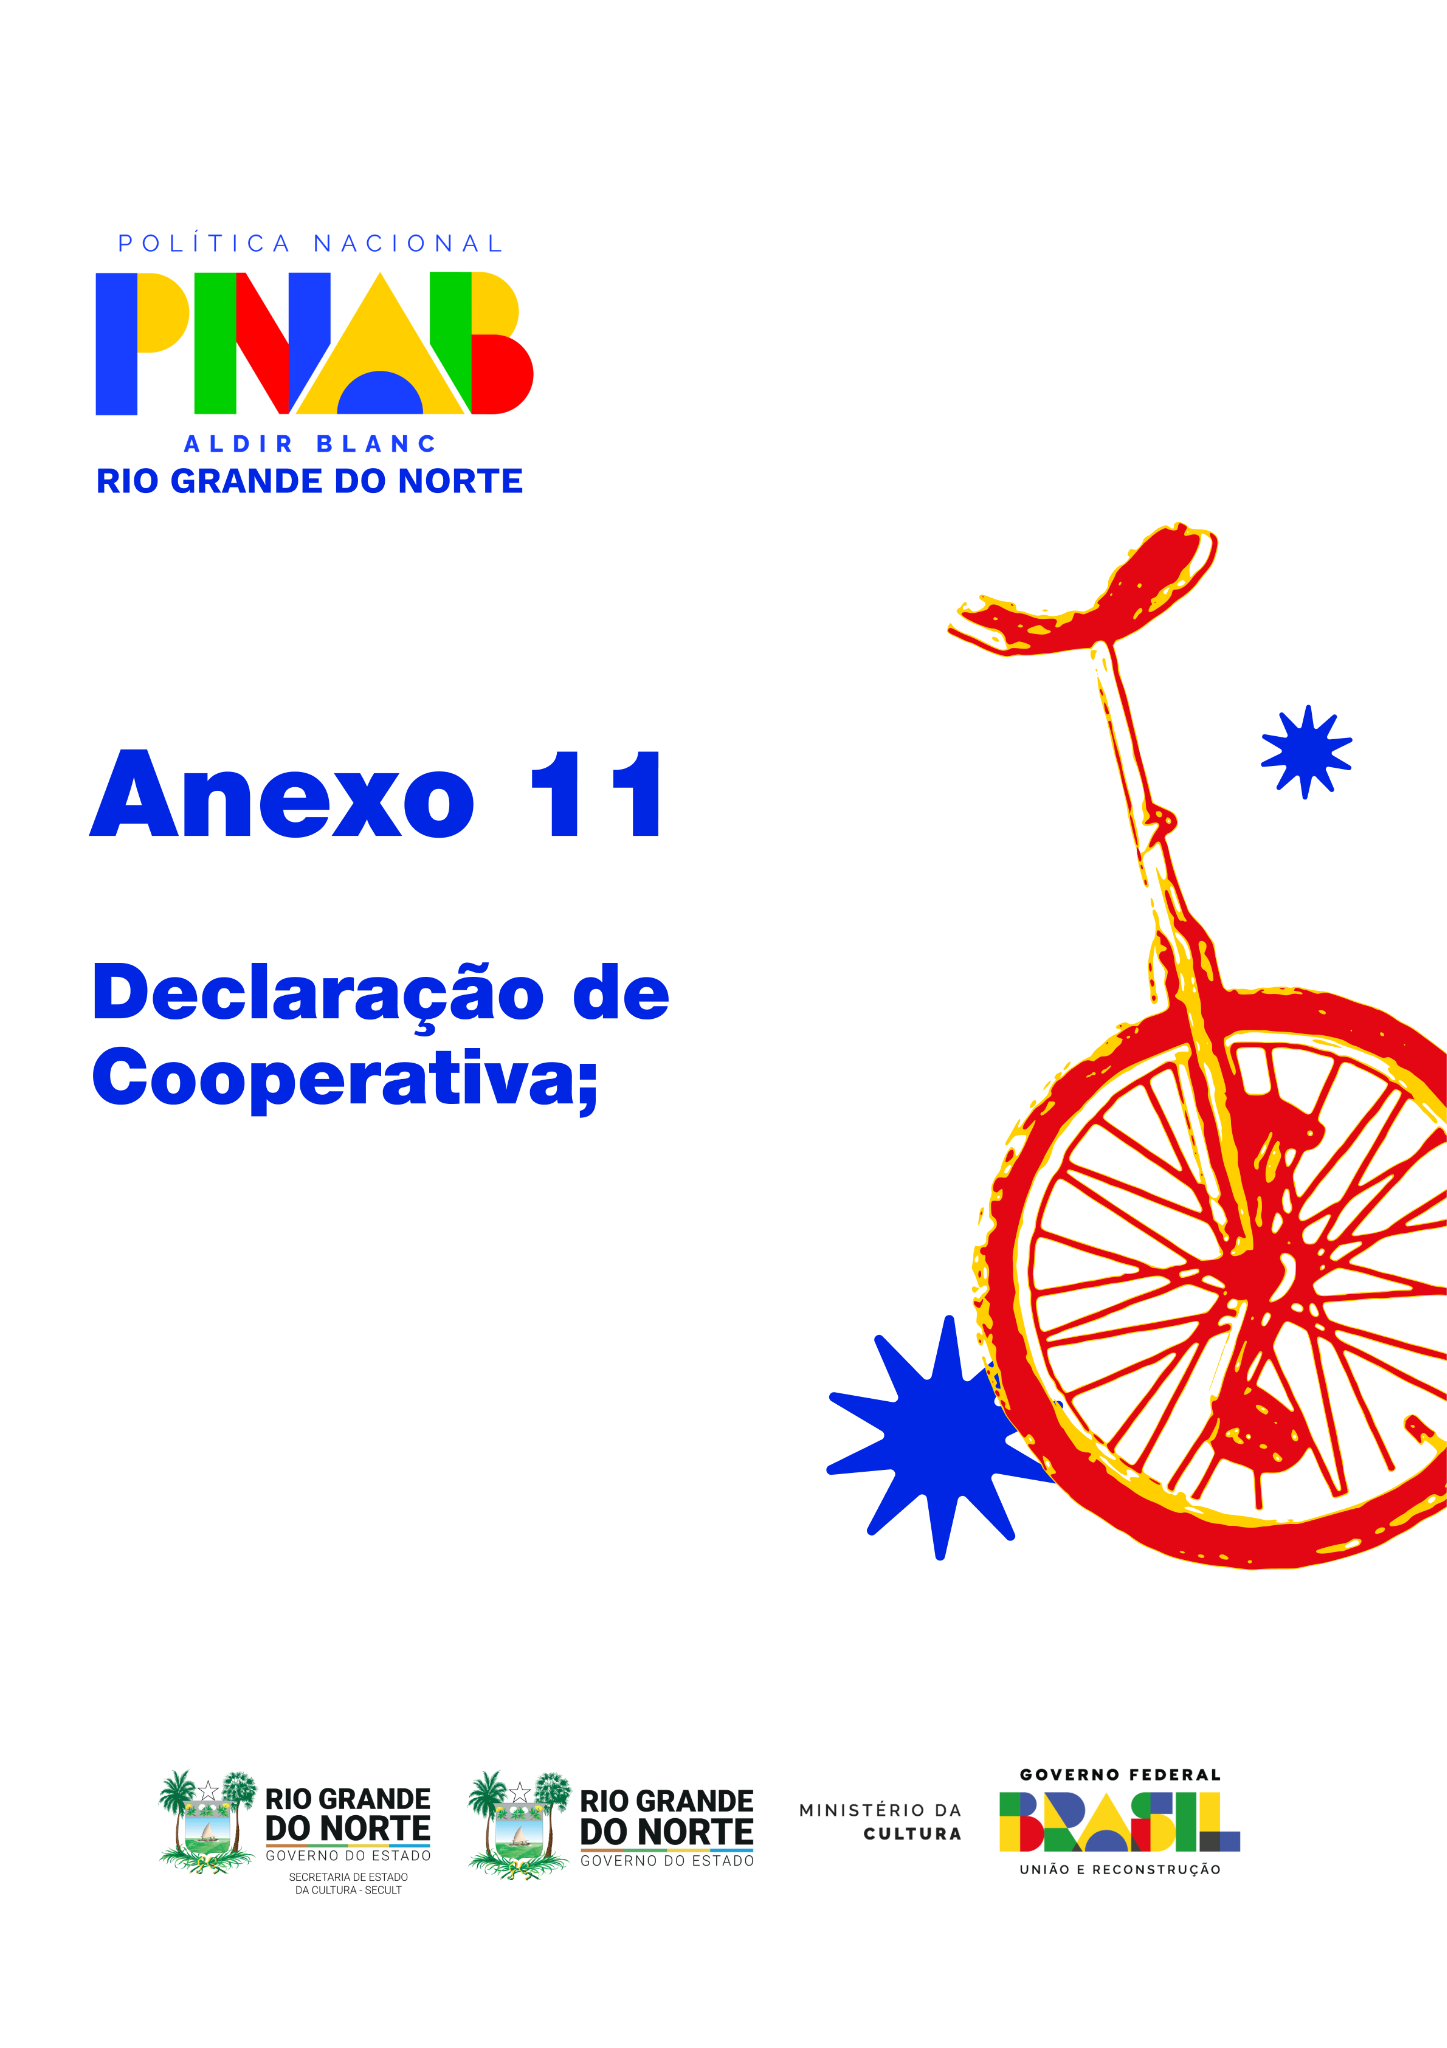 POLÍTICA NACIONAL
PNAB
ALDIR BLANC
RIO GRANDE DO NORTE
Anexo 11
Declaração de
Cooperativa;
RIO GRANDE
DO NORTE
GOVERNO DO ESTADO
SECRETARIA DE ESTADO
DA CULTURA - SECULT
RIO GRANDE
DO NORTE
GOVERNO DO ESTADO
MINISTÉRIO DA
CULTURA
GOVERNO FEDERAL
BRASIL
UNIÃO E RECONSTRUÇÃO